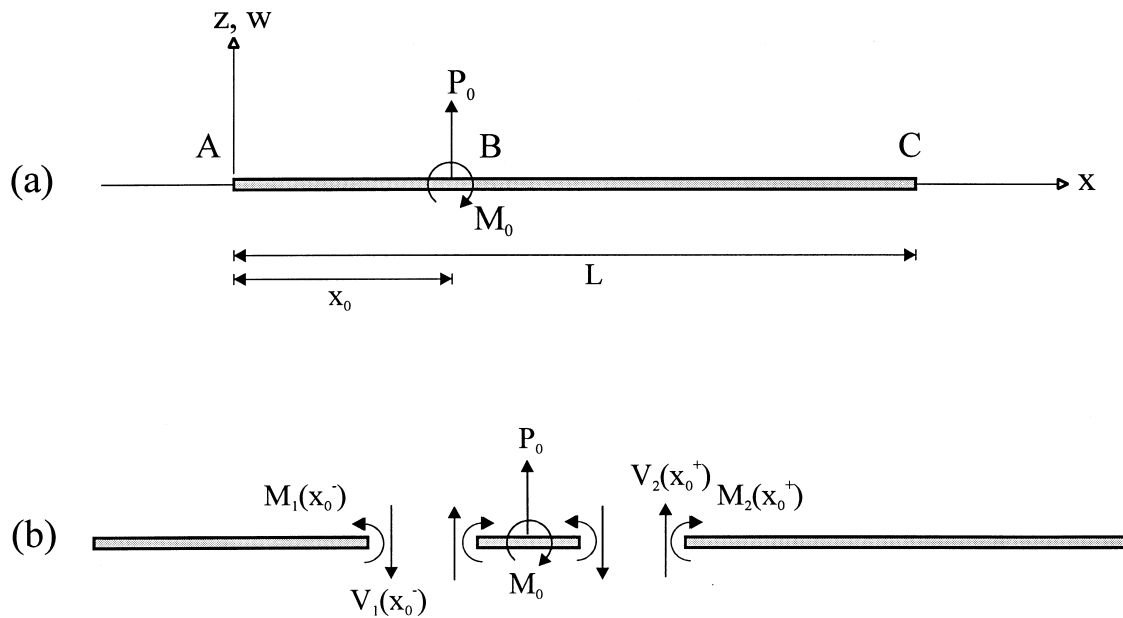 z, w
P₀
A
B
C
(a)
x
M₀
L
x₀
P₀
V₂(x₀⁺)
M₁(x₀⁻)
M₂(x₀⁺)
(b)
M₀
V₁(x₀⁻)